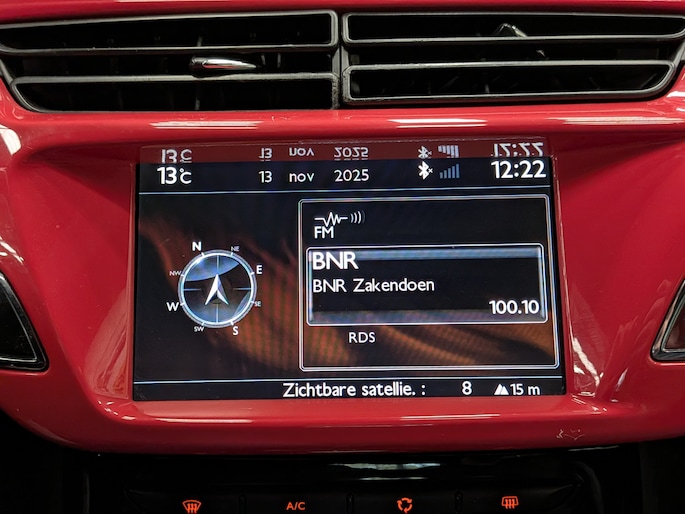 13°C 13 nov 2025 12:22
FM
BNR
BNR Zakendoen
100.10
RDS
N
NE
E
SE
S
SW
W
NW
Zichtbare satellie. : 8 15 m
A/C